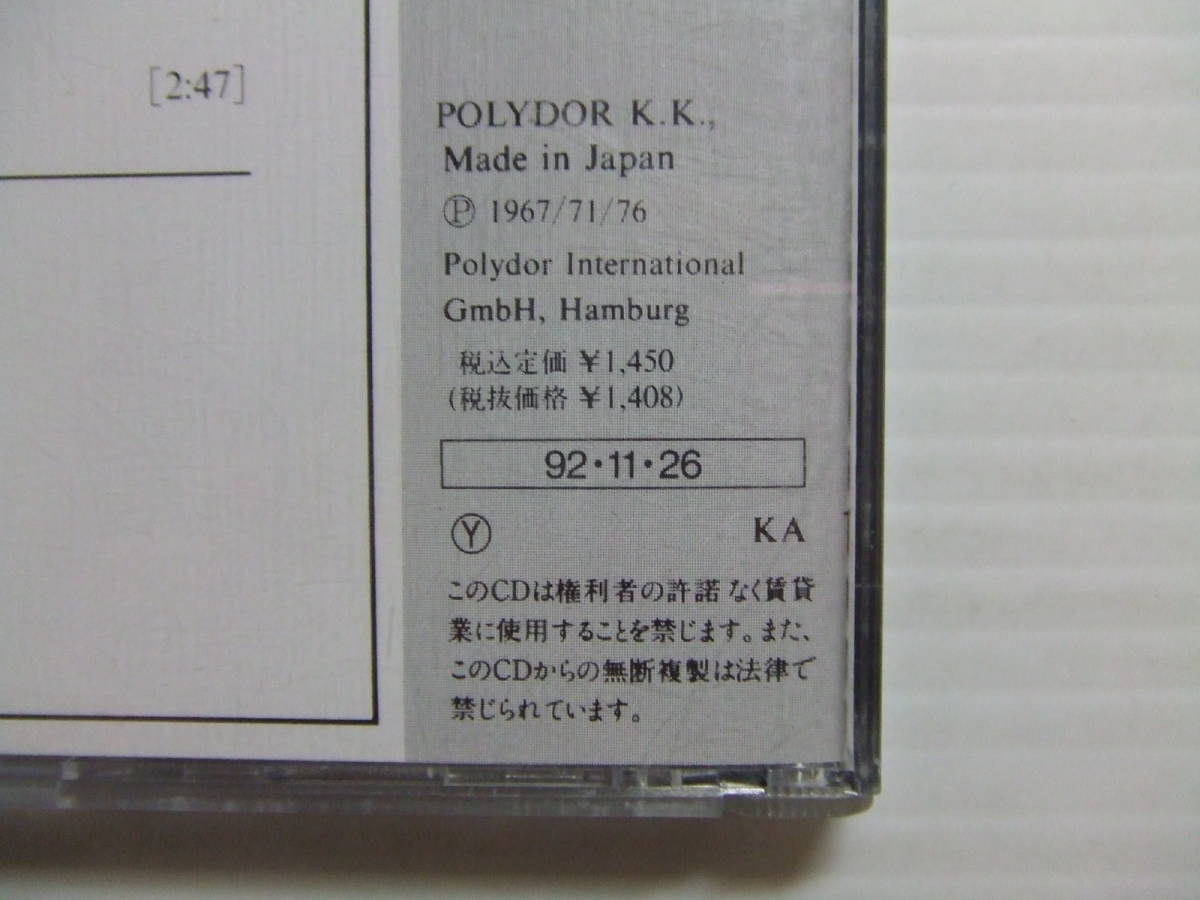 [2:47]
POLYDOR K.K.,
Made in Japan
Ⓟ 1967/71/76
Polydor International
GmbH, Hamburg
税込定価 ¥1,450
(税抜価格 ¥1,408)
92・11・26
Ⓨ KA
このCDは権利者の許諾なく賃貸
業に使用することを禁じます。また、
このCDからの無断複製は法律で
禁じられています。